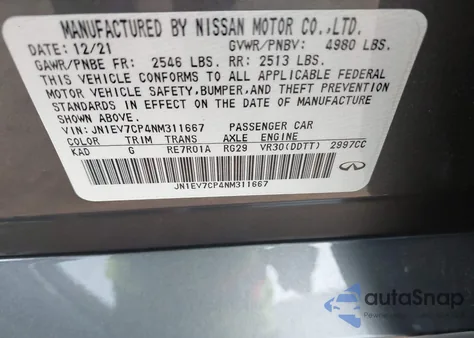 MANUFACTURED BY NISSAN MOTOR CO.,LTD.
DATE: 12/21 GVWR/PNBV: 4980 LBS.
GAWR/PNBE FR: 2546 LBS. RR: 2513 LBS.
THIS VEHICLE CONFORMS TO ALL APPLICABLE FEDERAL
MOTOR VEHICLE SAFETY, BUMPER, AND THEFT PREVENTION
STANDARDS IN EFFECT ON THE DATE OF MANUFACTURE
SHOWN ABOVE.
VIN: JN1EV7CP4NM311667 PASSENGER CAR
COLOR TRIM TRANS AXLE ENGINE
KAD G RE7R01A RG29 VR30(DDTT) 2997CC
JN1EV7CP4NM311667
autoSnap